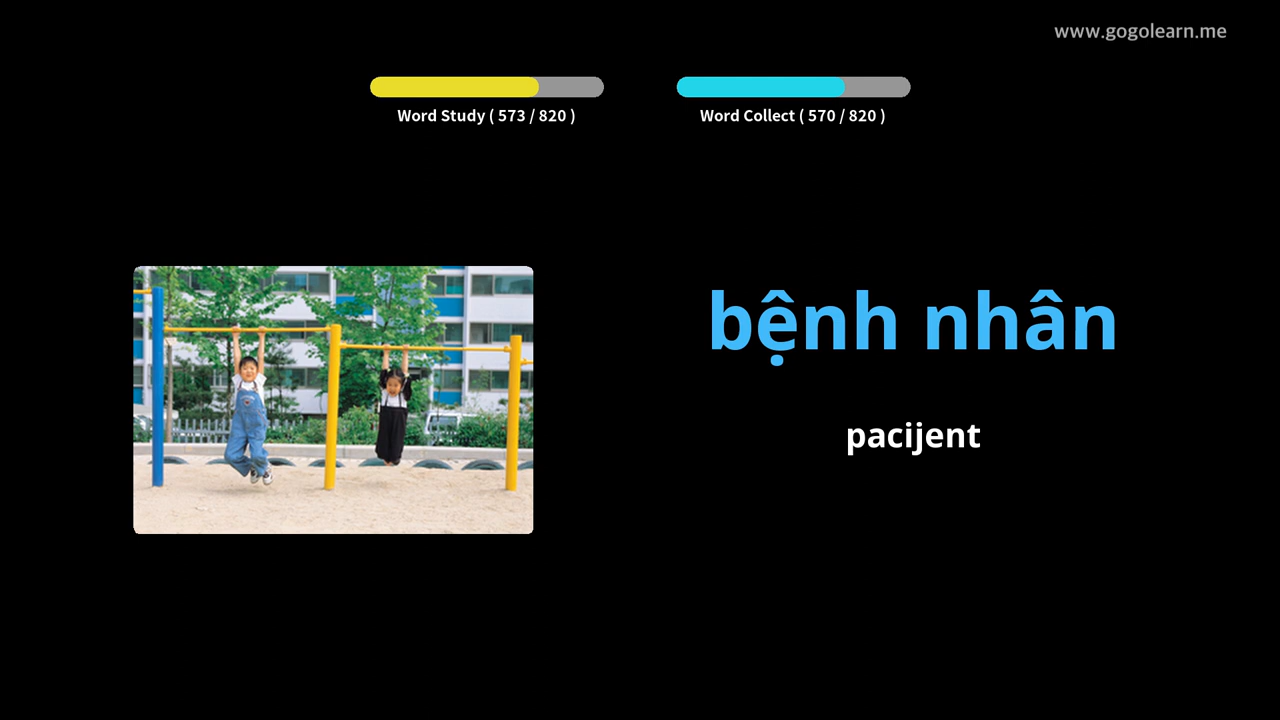 www.gogolearn.me
Word Study ( 573 / 820 )
Word Collect ( 570 / 820 )
bệnh nhân
pacijent